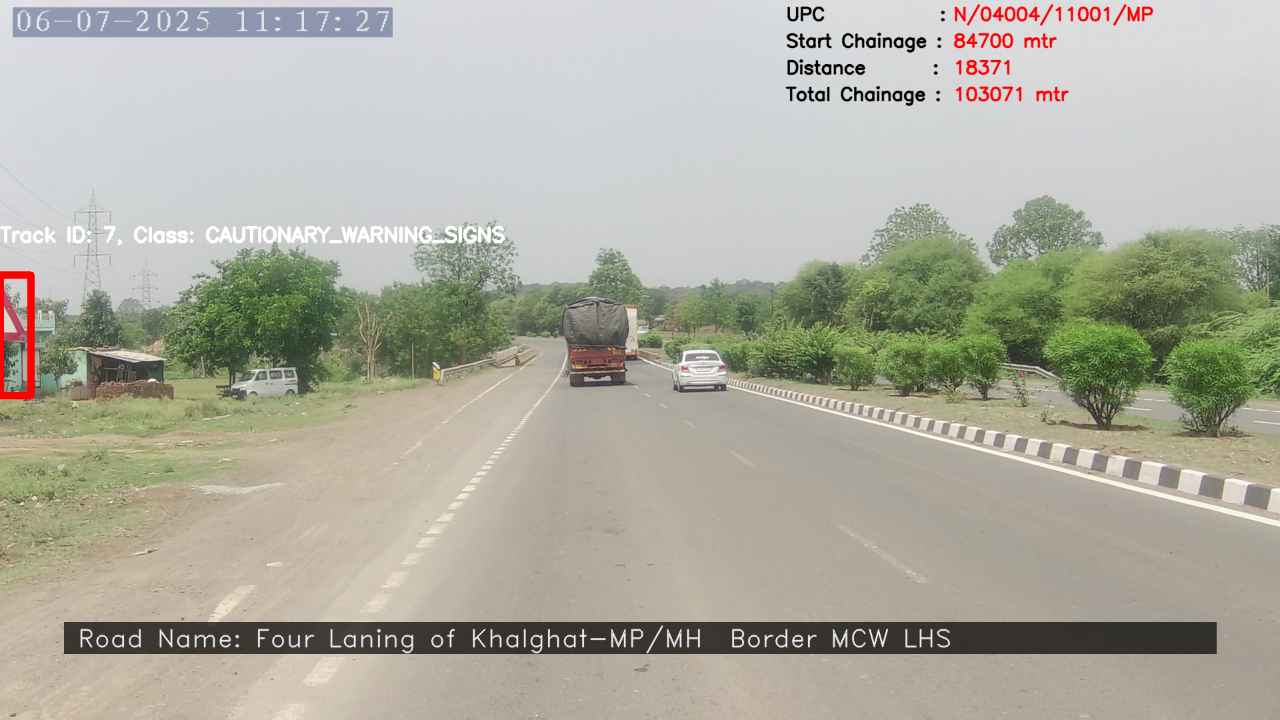 06-07-2025 11:17:27
UPC : N/04004/11001/MP
Start Chainage : 84700 mtr
Distance : 18371
Total Chainage : 103071 mtr
Track ID: 7, Class: CAUTIONARY_WARNING_SIGNS
Road Name: Four Laning of Khalghat-MP/MH Border MCW LHS